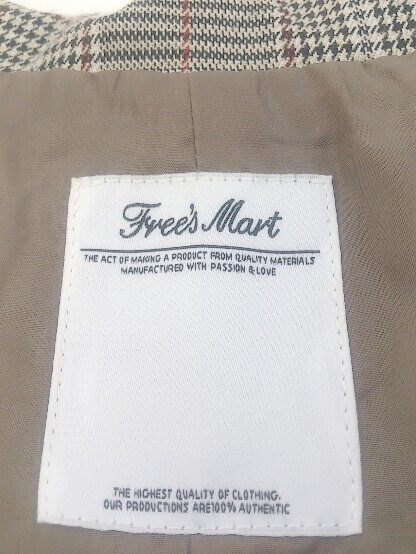 Free's Mart
THE ACT OF MAKING A PRODUCT FROM QUALITY MATERIALS
MANUFACTURED WITH PASSION & LOVE
THE HIGHEST QUALITY OF CLOTHING.
OUR PRODUCTIONS ARE100% AUTHENTIC